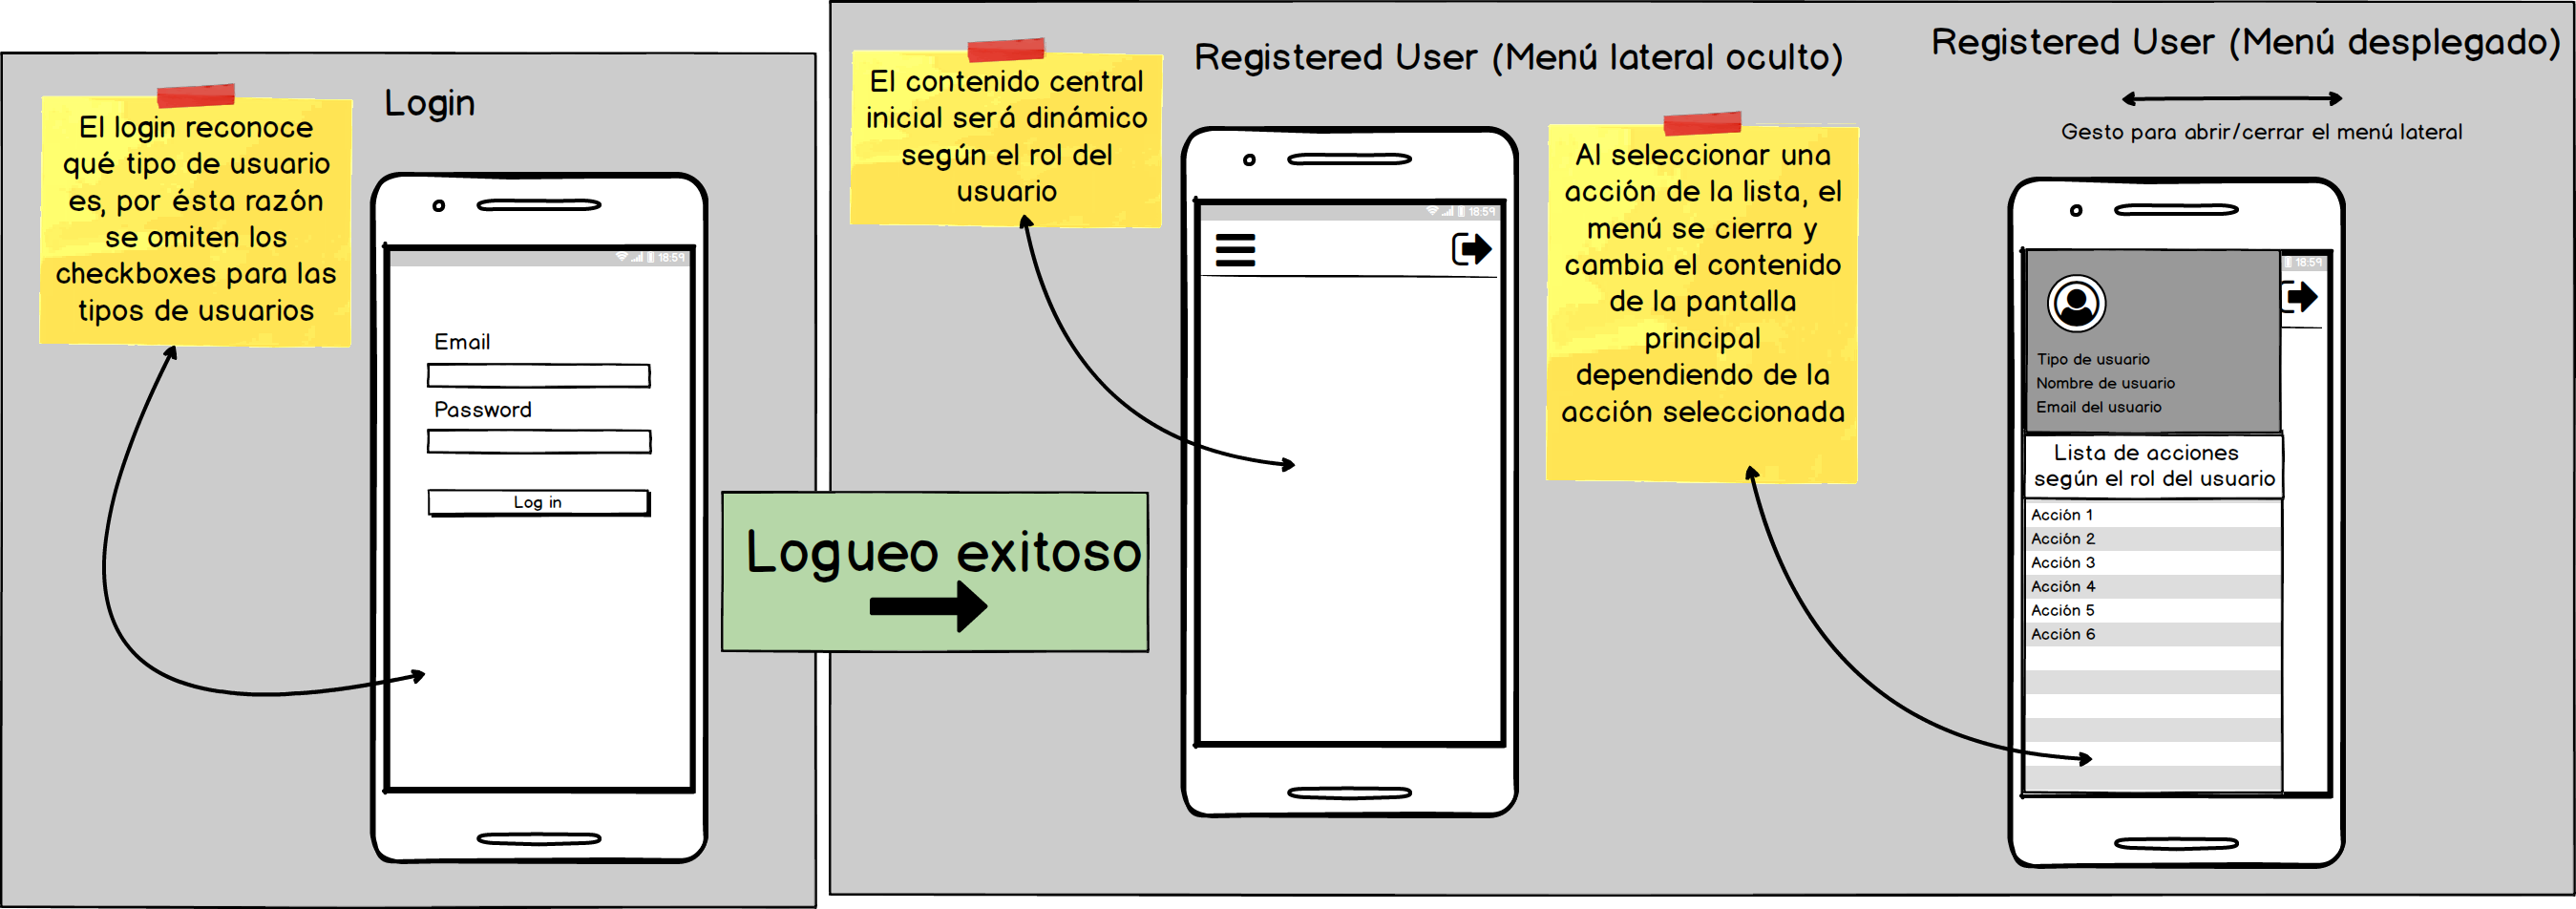 El login reconoce
qué tipo de usuario
es, por ésta razón
se omiten los
checkboxes para las
tipos de usuarios
Login
18:59
Email
Password
Log in
Logueo exitoso
El contenido central
inicial será dinámico
según el rol del
usuario
Registered User (Menú lateral oculto)
18:59
Al seleccionar una
acción de la lista, el
menú se cierra y
cambia el contenido
de la pantalla
principal
dependiendo de la
acción seleccionada
Registered User (Menú desplegado)
Gesto para abrir/cerrar el menú lateral
18:59
Tipo de usuario
Nombre de usuario
Email del usuario
Lista de acciones
según el rol del usuario
Acción 1
Acción 2
Acción 3
Acción 4
Acción 5
Acción 6